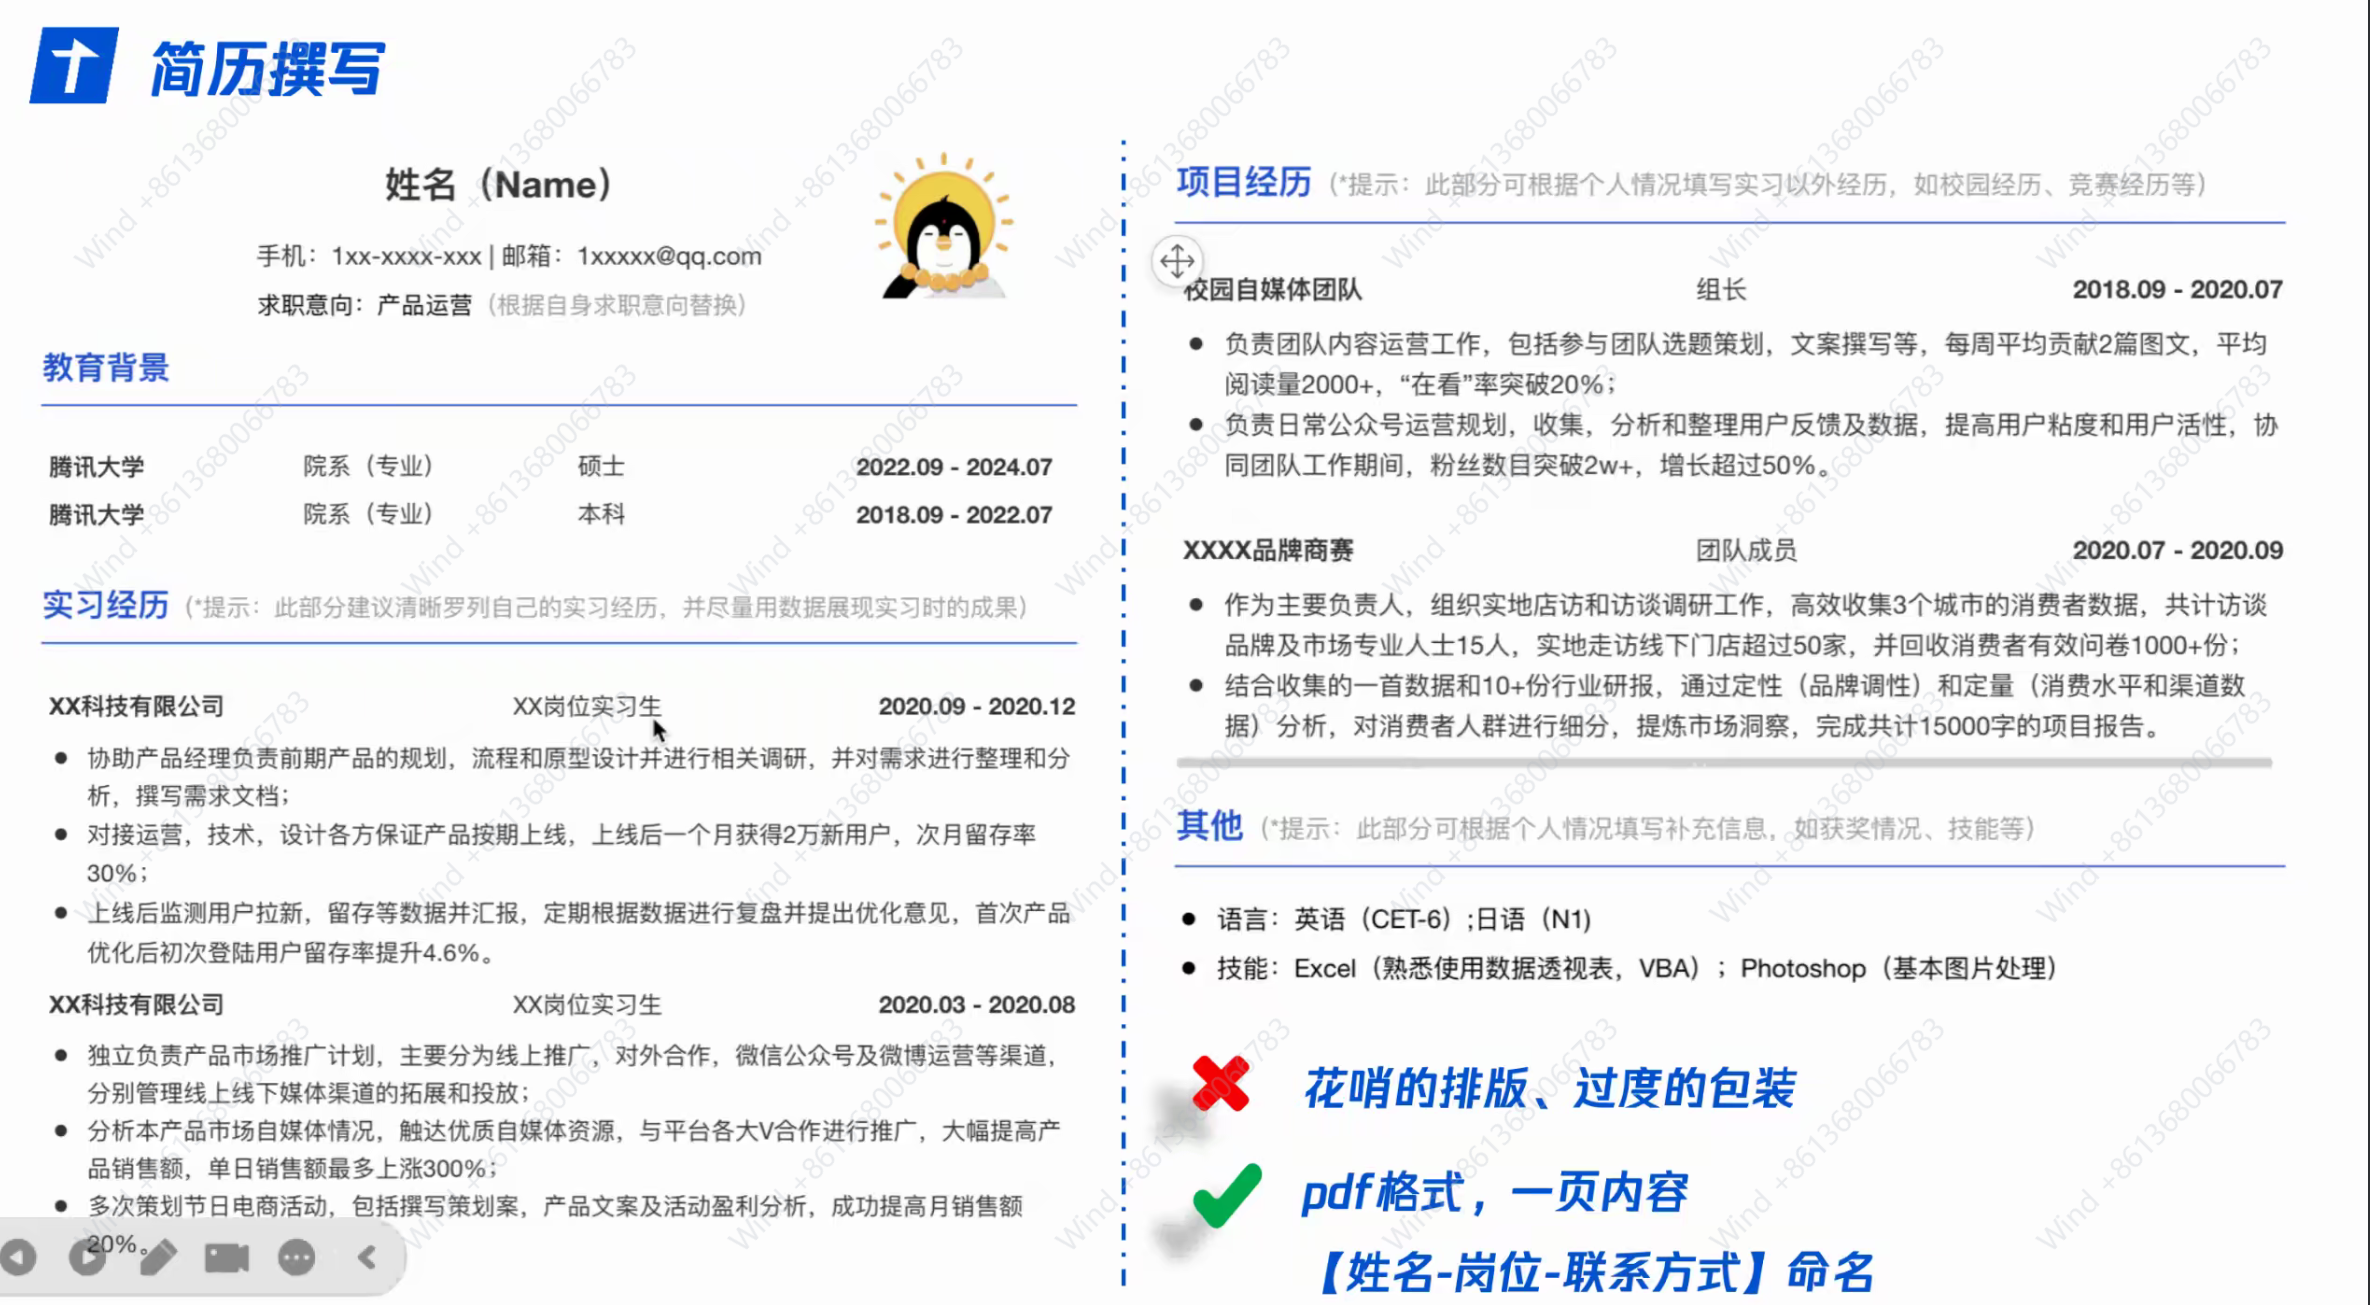 简历撰写
姓名（Name）
手机：1xx-xxxx-xxx | 邮箱：1xxxxx@qq.com
求职意向：产品运营（根据自身求职意向替换）
教育背景
腾讯大学 院系（专业） 硕士 2022.09 - 2024.07
腾讯大学 院系（专业） 本科 2018.09 - 2022.07
实习经历（*提示：此部分建议清晰罗列自己的实习经历，并尽量用数据展现实习时的成果）
XX科技有限公司 XX岗位实习生 2020.09 - 2020.12
● 协助产品经理负责前期产品的规划，流程和原型设计并进行相关调研，并对需求进行整理和分
析，撰写需求文档；
● 对接运营，技术，设计各方保证产品按期上线，上线后一个月获得2万新用户，次月留存率
30%；
● 上线后监测用户拉新，留存等数据并汇报，定期根据数据进行复盘并提出优化意见，首次产品
优化后初次登陆用户留存率提升4.6%。
XX科技有限公司 XX岗位实习生 2020.03 - 2020.08
● 独立负责产品市场推广计划，主要分为线上推广，对外合作，微信公众号及微博运营等渠道，
分别管理线上线下媒体渠道的拓展和投放；
● 分析本产品市场自媒体情况，触达优质自媒体资源，与平台各大V合作进行推广，大幅提高产
品销售额，单日销售额最多上涨300%；
● 多次策划节日电商活动，包括撰写策划案，产品文案及活动盈利分析，成功提高月销售额
20%。
项目经历（*提示：此部分可根据个人情况填写实习以外经历，如校园经历、竞赛经历等）
校园自媒体团队 组长 2018.09 - 2020.07
● 负责团队内容运营工作，包括参与团队选题策划，文案撰写等，每周平均贡献2篇图文，平均
阅读量2000+，“在看”率突破20%；
● 负责日常公众号运营规划，收集，分析和整理用户反馈及数据，提高用户粘度和用户活性，协
同团队工作期间，粉丝数目突破2w+，增长超过50%。
XXXX品牌商赛 团队成员 2020.07 - 2020.09
● 作为主要负责人，组织实地店访和访谈调研工作，高效收集3个城市的消费者数据，共计访谈
品牌及市场专业人士15人，实地走访线下门店超过50家，并回收消费者有效问卷1000+份；
● 结合收集的一首数据和10+份行业研报，通过定性（品牌调性）和定量（消费水平和渠道数
据）分析，对消费者人群进行细分，提炼市场洞察，完成共计15000字的项目报告。
其他（*提示：此部分可根据个人情况填写补充信息，如获奖情况、技能等）
● 语言：英语（CET-6）;日语（N1)
● 技能：Excel（熟悉使用数据透视表，VBA）；Photoshop（基本图片处理）
花哨的排版、过度的包装
pdf格式，一页内容
【姓名-岗位-联系方式】命名
Wind +8613680066783